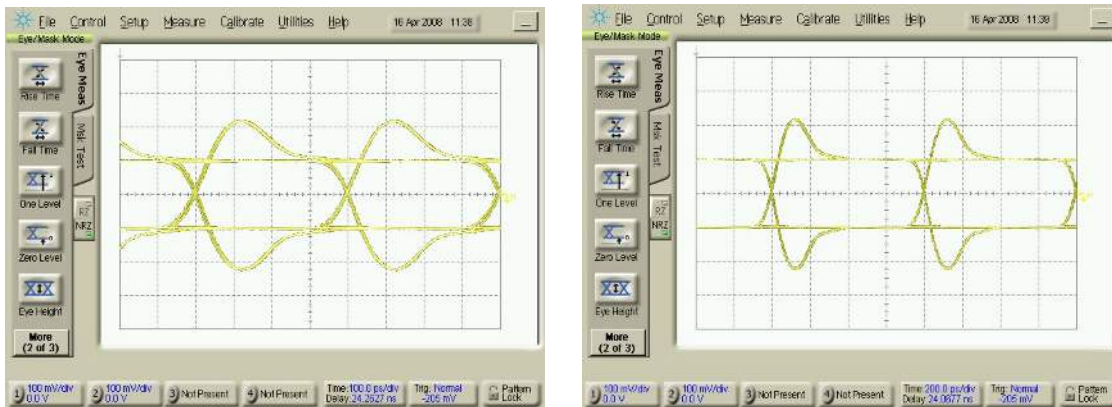 File Control Setup Measure Calibrate Utilities Help 16 Apr 2008 11:36
Eye/Mask Mode
Eye Meas
Msk Test
Rise Time
Fall Time
One Level
RZ
NRZ
Zero Level
Eye Height
More
(2 of 3)
1) 100 mV/div
0.0 V
2) 100 mV/div
0.0 V
3) Not Present
4) Not Present
Time:100.0 ps/div
Delay:24.2627 ns
Trig: Normal
-205 mV
Pattern
Lock
File Control Setup Measure Calibrate Utilities Help 16 Apr 2008 11:39
Eye/Mask Mode
Eye Meas
Msk Test
Rise Time
Fall Time
One Level
RZ
NRZ
Zero Level
Eye Height
More
(2 of 3)
1) 100 mV/div
0.0 V
2) 100 mV/div
0.0 V
3) Not Present
4) Not Present
Time:200.0 ps/div
Delay:24.0677 ns
Trig: Normal
-205 mV
Pattern
Lock